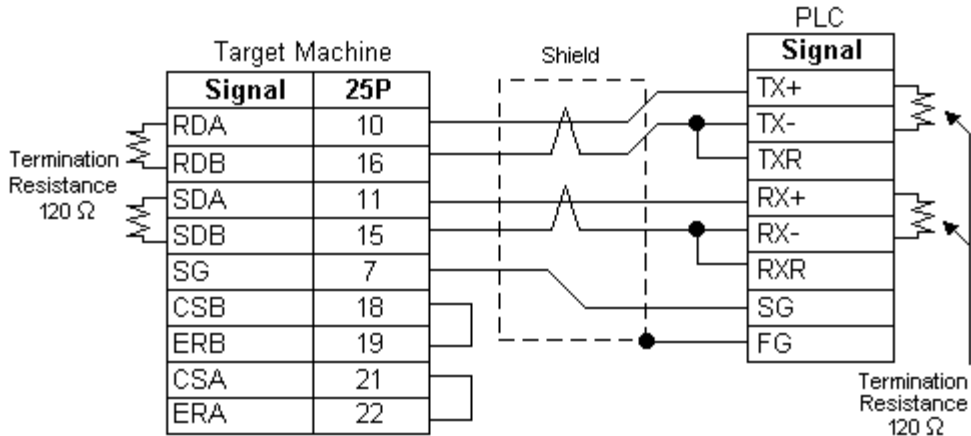 PLC
Target Machine
Shield
Signal
Signal 25P
TX+
RDA 10
TX-
RDB 16
TXR
Termination
Resistance
120 Ω
SDA 11
RX+
SDB 15
RX-
SG 7
RXR
CSB 18
SG
ERB 19
FG
CSA 21
ERA 22
Termination
Resistance
120 Ω